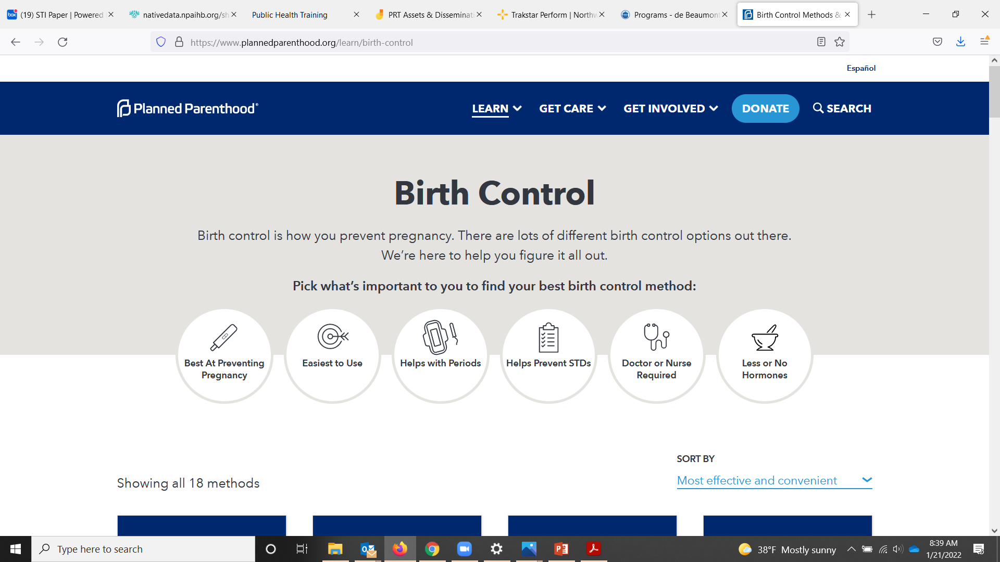 (19) STI Paper | Powered
nativedata.npaihb.org/sh
Public Health Training
PRT Assets & Disseminati
Trakstar Perform | Northw
Programs - de Beaumont
Birth Control Methods &
https://www.plannedparenthood.org/learn/birth-control
Español
Planned Parenthood®
LEARN
GET CARE
GET INVOLVED
DONATE
SEARCH
Birth Control
Birth control is how you prevent pregnancy. There are lots of different birth control options out there.
We’re here to help you figure it all out.
Pick what’s important to you to find your best birth control method:
Best At Preventing
Pregnancy
Easiest to Use
Helps with Periods
Helps Prevent STDs
Doctor or Nurse
Required
Less or No
Hormones
SORT BY
Most effective and convenient
Showing all 18 methods
Type here to search
38°F Mostly sunny
8:39 AM
1/21/2022